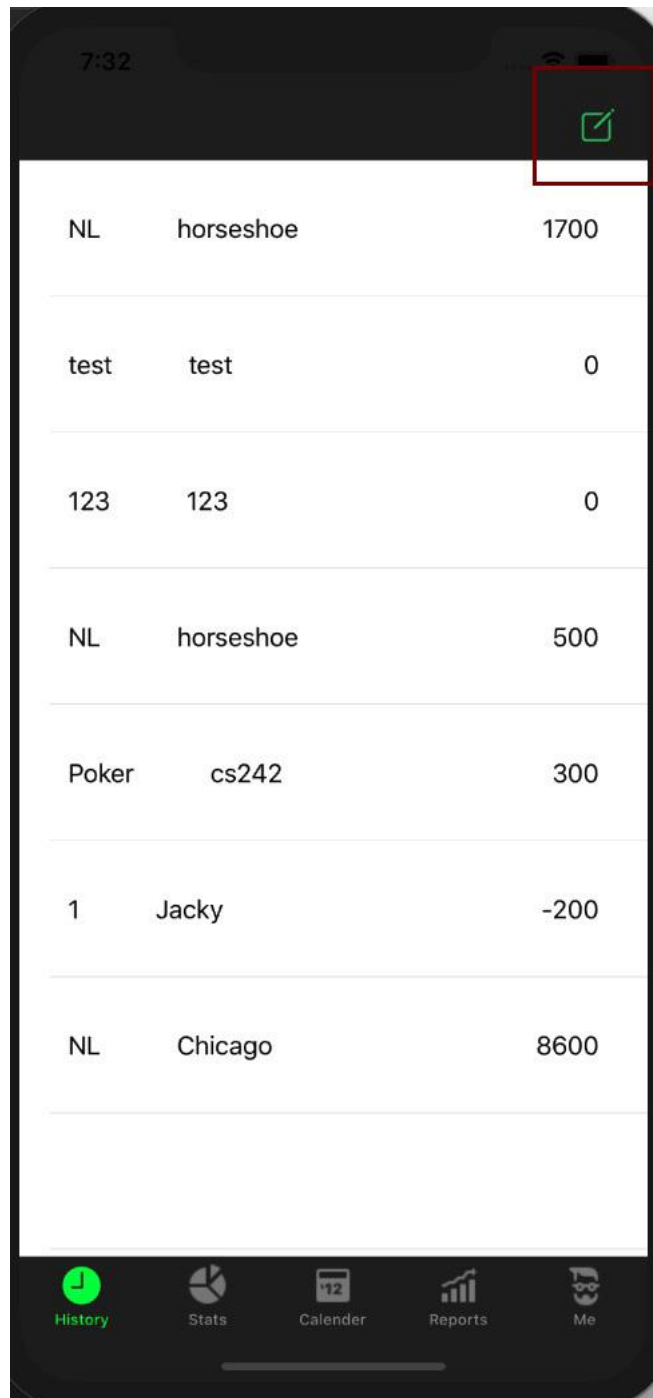 7:32
NL horseshoe 1700
test test 0
123 123 0
NL horseshoe 500
Poker cs242 300
1 Jacky -200
NL Chicago 8600
'12
History Stats Calender Reports Me